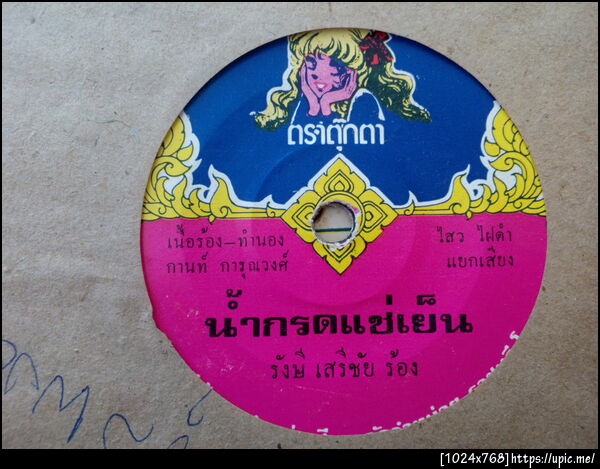 ตราตุ๊กตา
เนื้อร้อง-ทำนอง
กานท์ การุณวงศ์
ไสว ไฝดำ
แยกเสียง
น้ำกรดแช่เย็น
รังษี เสรีชัย ร้อง
[1024x768]https://upic.me/